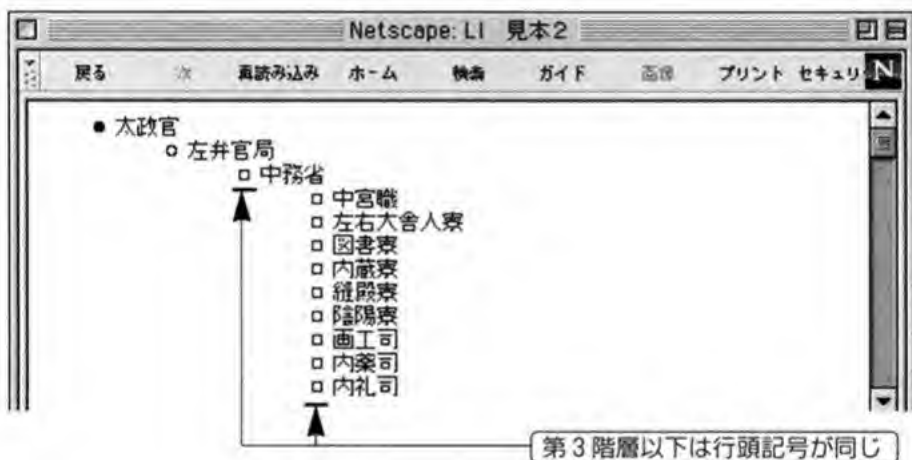 Netscape: LI 見本2
戻る 次 再読み込み ホーム 検索 ガイド 画像 プリント セキュリ N
● 太政官
○ 左弁官局
□ 中務省
□ 中宮職
□ 左右大舎人寮
□ 図書寮
□ 内蔵寮
□ 縫殿寮
□ 陰陽寮
□ 画工司
□ 内薬司
□ 内礼司
第3階層以下は行頭記号が同じ